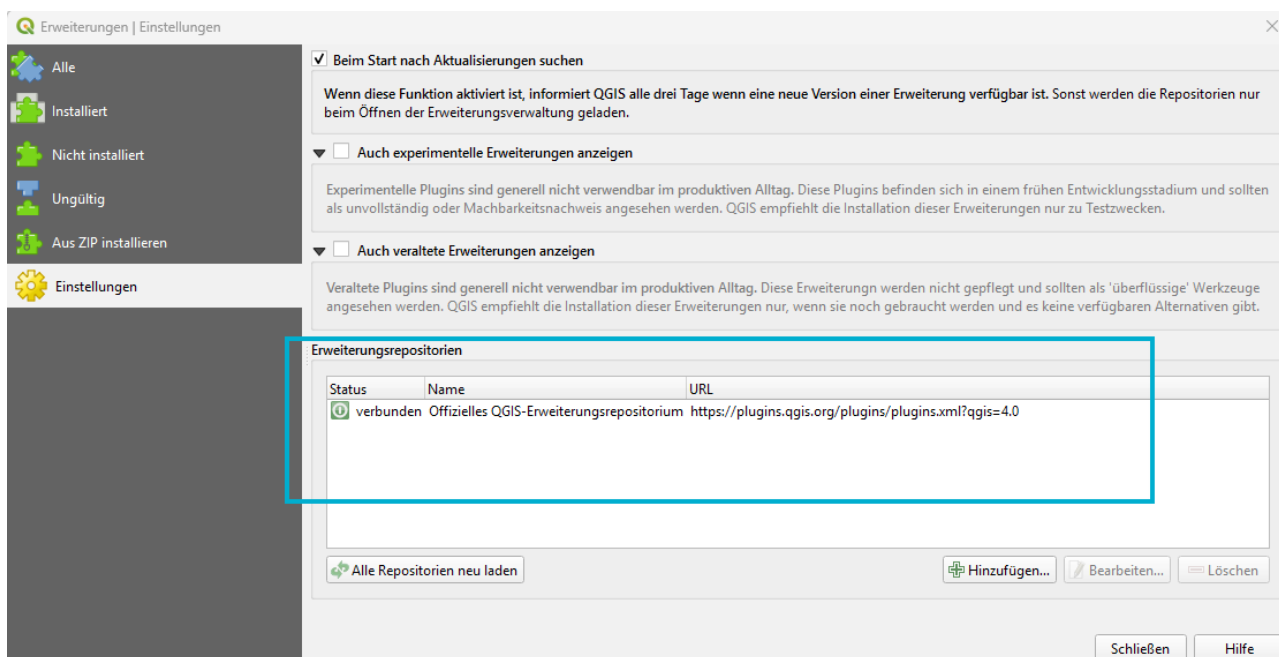 Erweiterungen | Einstellungen
Alle
Installiert
Nicht installiert
Ungültig
Aus ZIP installieren
Einstellungen
Beim Start nach Aktualisierungen suchen
Wenn diese Funktion aktiviert ist, informiert QGIS alle drei Tage wenn eine neue Version einer Erweiterung verfügbar ist. Sonst werden die Repositorien nur
beim Öffnen der Erweiterungsverwaltung geladen.
Auch experimentelle Erweiterungen anzeigen
Experimentelle Plugins sind generell nicht verwendbar im produktiven Alltag. Diese Plugins befinden sich in einem frühen Entwicklungsstadium und sollten
als unvollständig oder Machbarkeitsnachweis angesehen werden. QGIS empfiehlt die Installation dieser Erweiterungen nur zu Testzwecken.
Auch veraltete Erweiterungen anzeigen
Veraltete Plugins sind generell nicht verwendbar im produktiven Alltag. Diese Erweiterungn werden nicht gepflegt und sollten als 'überflüssige' Werkzeuge
angesehen werden. QGIS empfiehlt die Installation dieser Erweiterungen nur, wenn sie noch gebraucht werden und es keine verfügbaren Alternativen gibt.
Erweiterungsrepositorien
Status Name URL
verbunden Offizielles QGIS-Erweiterungsrepositorium https://plugins.qgis.org/plugins/plugins.xml?qgis=4.0
Alle Repositorien neu laden
Hinzufügen... Bearbeiten... Löschen
Schließen Hilfe